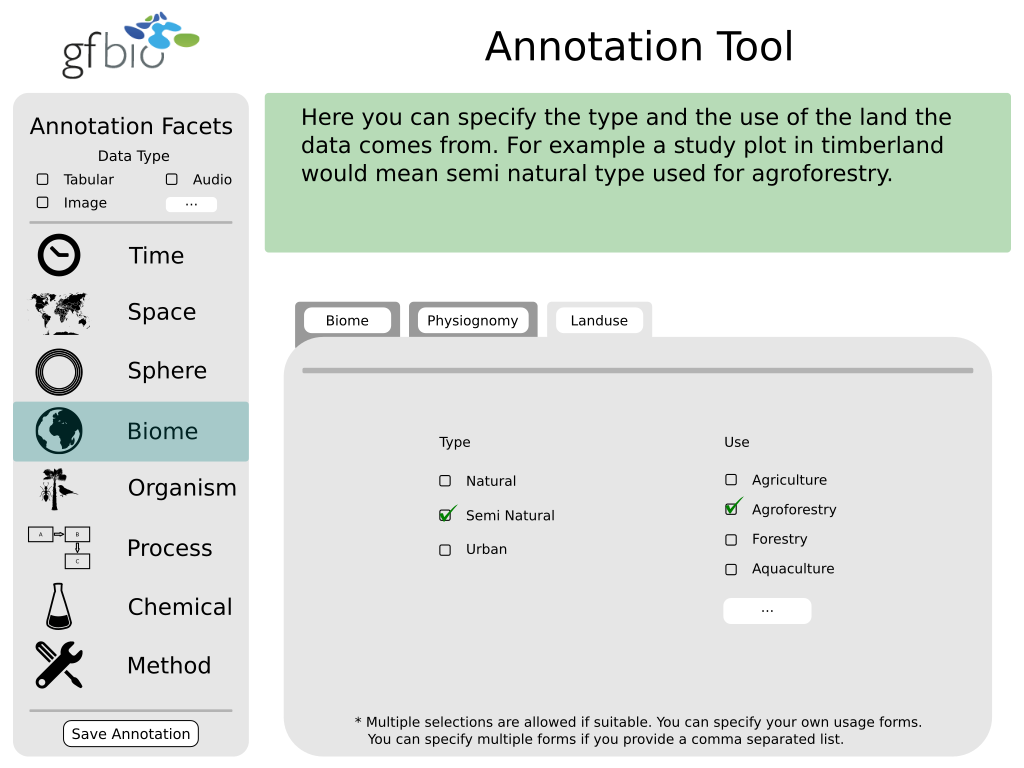 gfbio
Annotation Tool
Annotation Facets
Data Type
Tabular
Audio
Image
...
Time
Space
Sphere
Biome
Organism
A
B
C
Process
Chemical
Method
Save Annotation
Here you can specify the type and the use of the land the
data comes from. For example a study plot in timberland
would mean semi natural type used for agroforestry.
Biome
Physiognomy
Landuse
Type
Natural
Semi Natural
Urban
Use
Agriculture
Agroforestry
Forestry
Aquaculture
...
* Multiple selections are allowed if suitable. You can specify your own usage forms.
You can specify multiple forms if you provide a comma separated list.